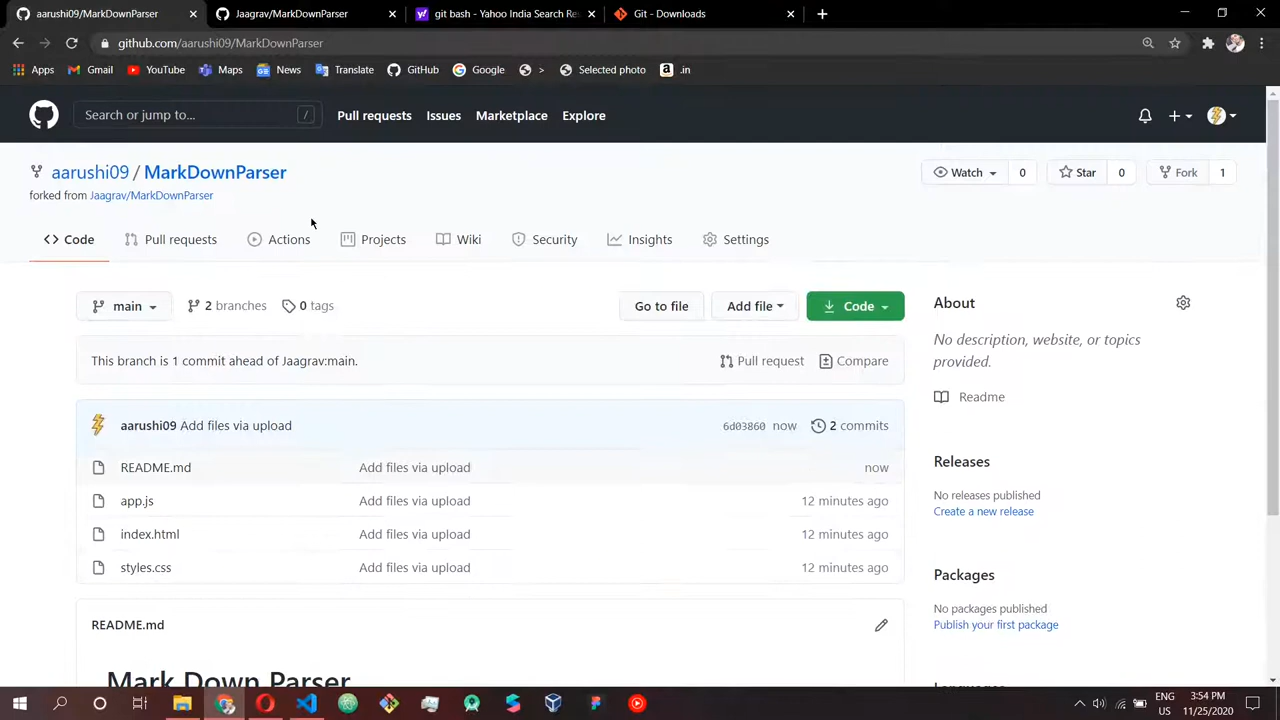 aarushi09/MarkDownParser
Jaagrav/MarkDownParser
git bash - Yahoo India Search Res
Git - Downloads
github.com/aarushi09/MarkDownParser
Apps Gmail YouTube Maps News Translate GitHub Google > Selected photo .in
Search or jump to... / Pull requests Issues Marketplace Explore
aarushi09 / MarkDownParser
Watch 0 Star 0 Fork 1
forked from Jaagrav/MarkDownParser
Code Pull requests Actions Projects Wiki Security Insights Settings
main 2 branches 0 tags Go to file Add file Code
This branch is 1 commit ahead of Jaagrav:main. Pull request Compare
aarushi09 Add files via upload 6d03860 now 2 commits
README.md Add files via upload now
app.js Add files via upload 12 minutes ago
index.html Add files via upload 12 minutes ago
styles.css Add files via upload 12 minutes ago
README.md
Mark Down Parser
About
No description, website, or topics
provided.
Readme
Releases
No releases published
Create a new release
Packages
No packages published
Publish your first package
Languages
ENG
US
3:54 PM
11/25/2020